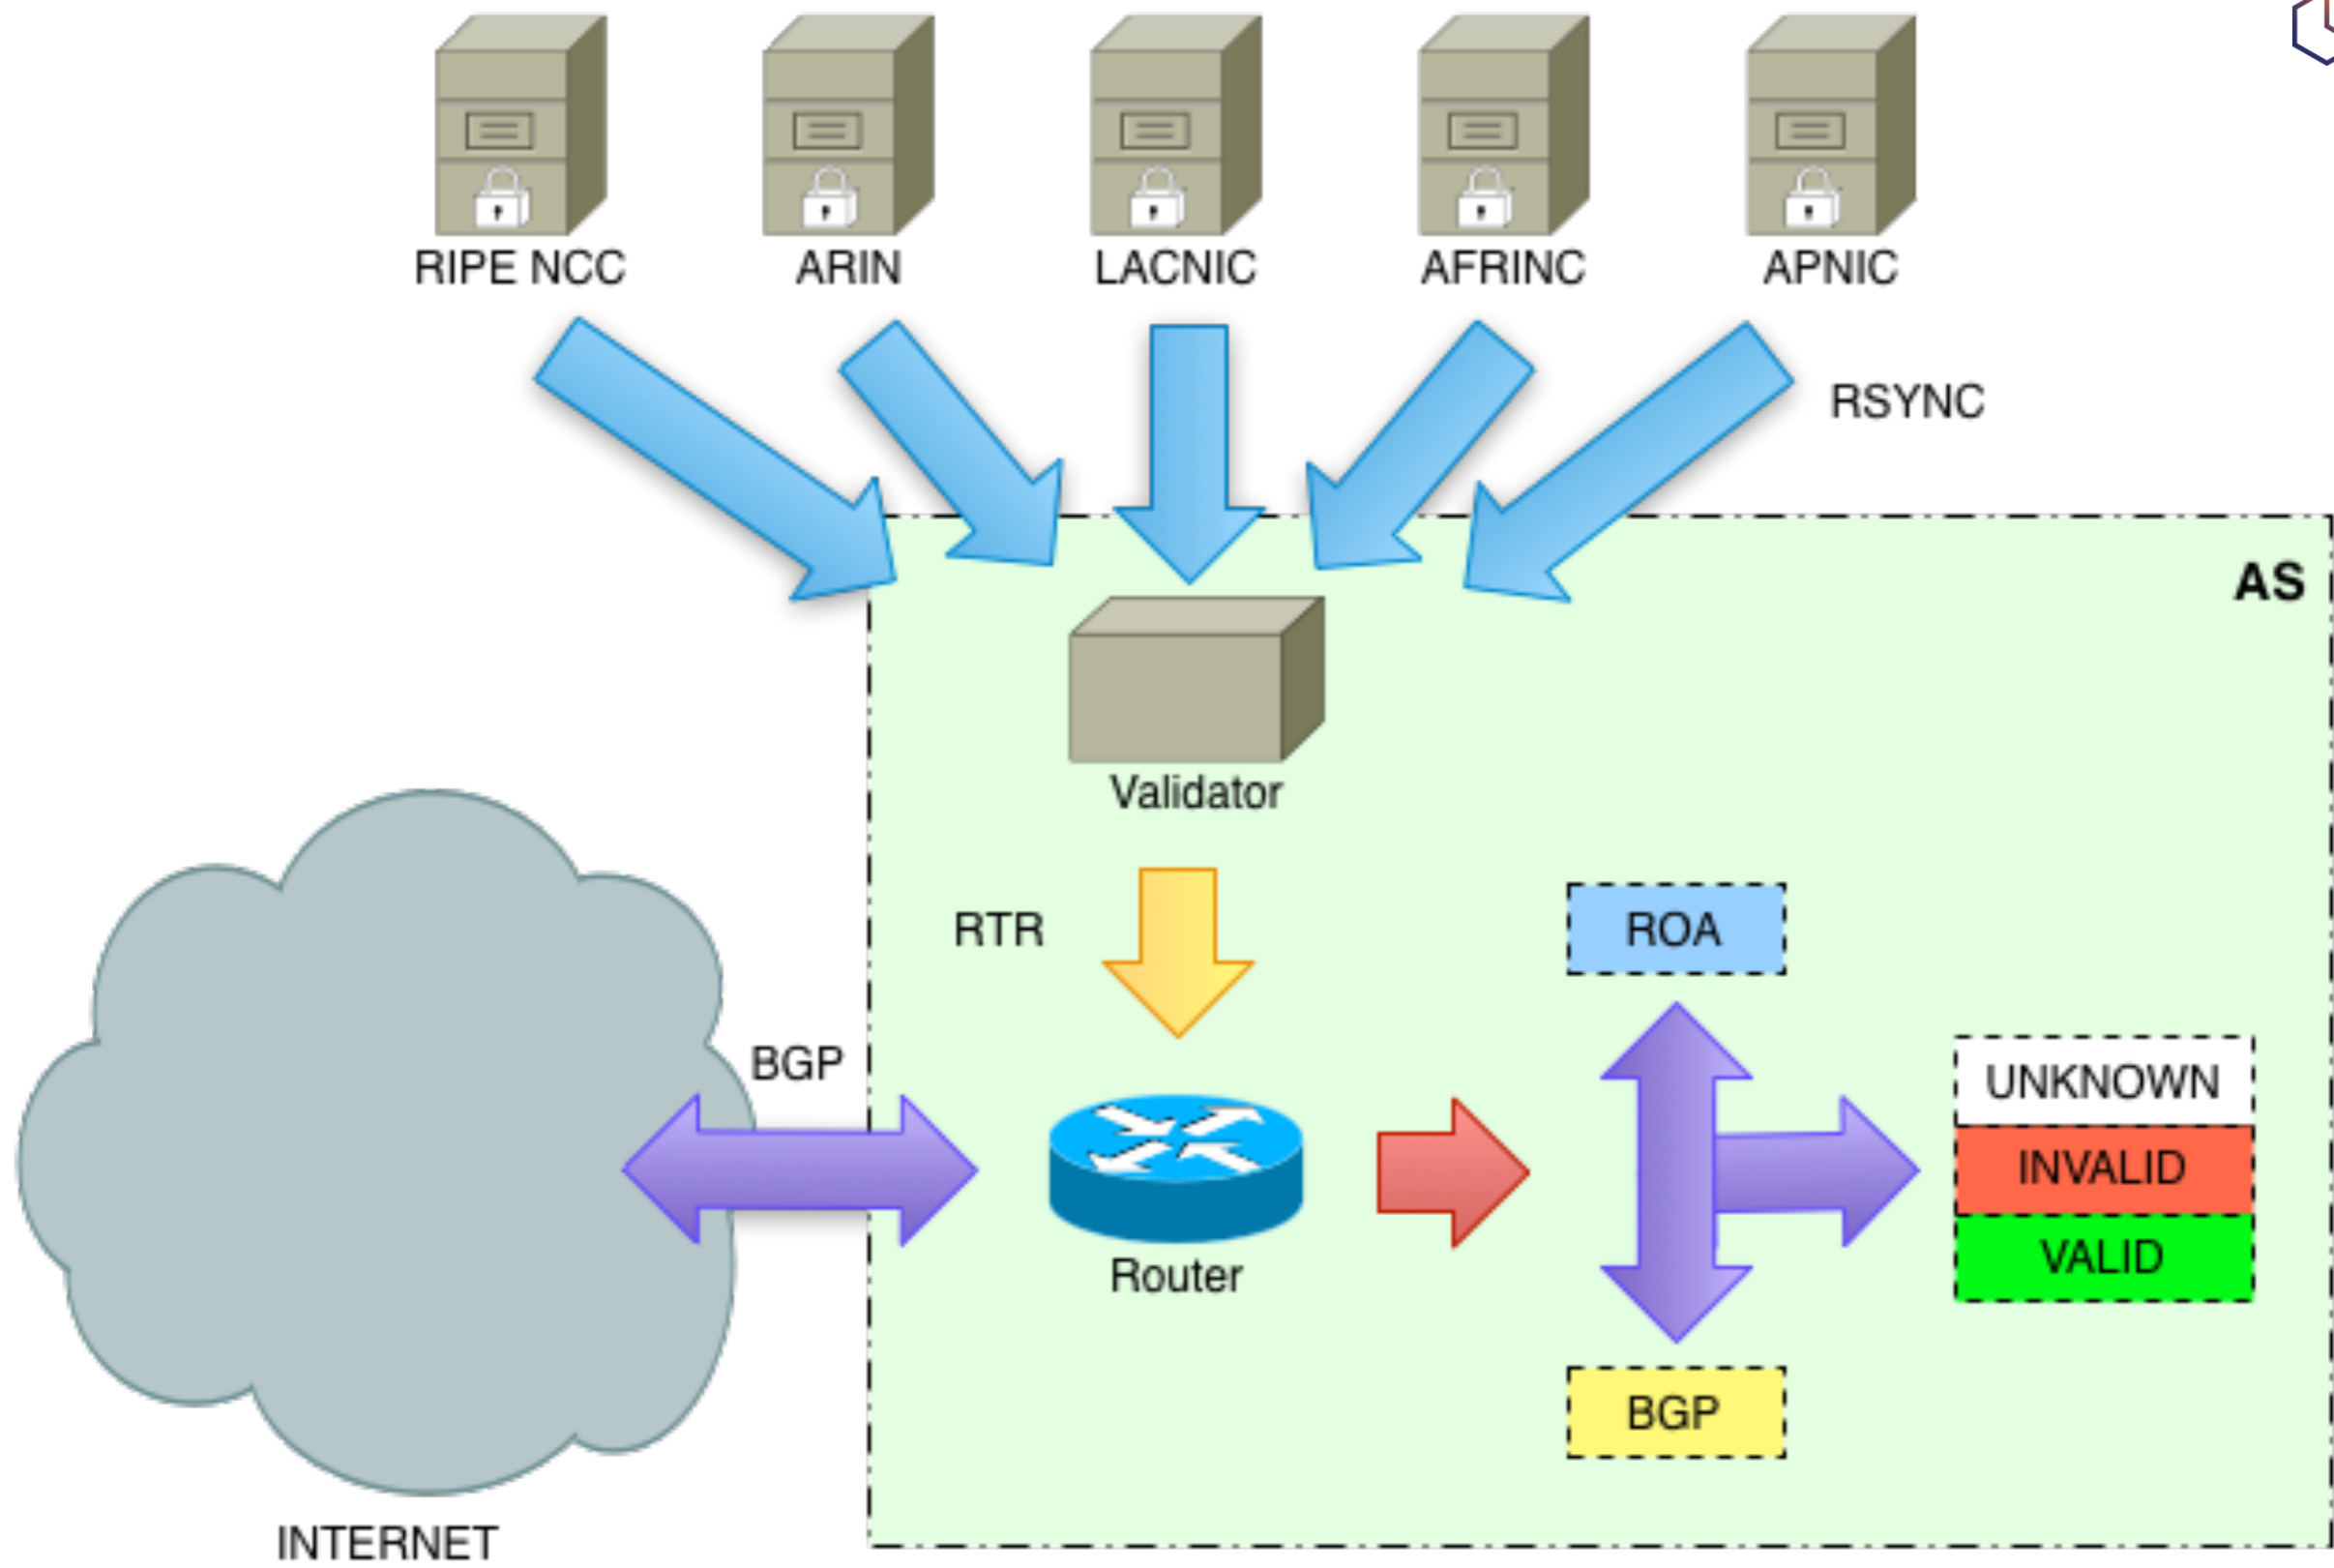 RIPE NCC
ARIN
LACNIC
AFRINC
APNIC
RSYNC
AS
Validator
RTR
ROA
BGP
UNKNOWN
INVALID
VALID
Router
BGP
INTERNET